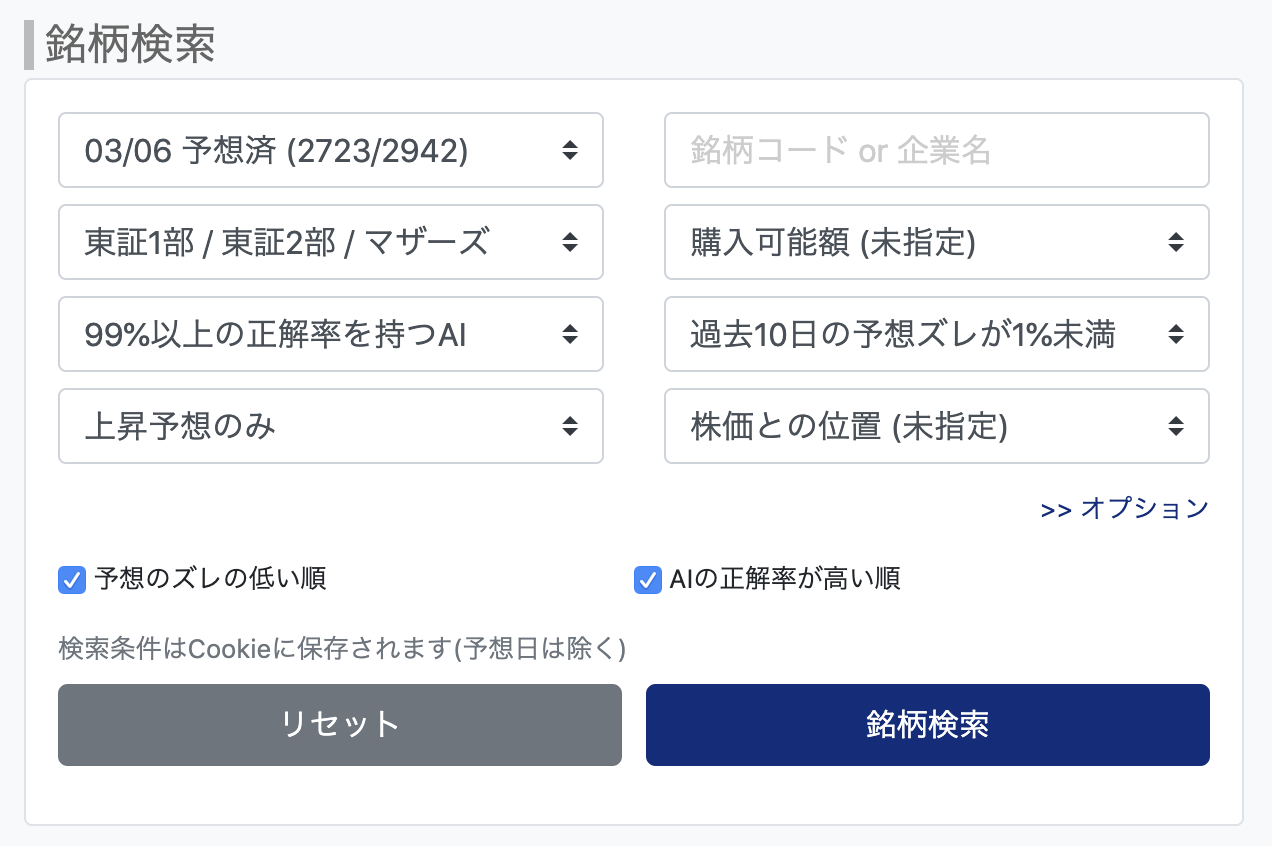 銘柄検索
03/06 予想済 (2723/2942)
銘柄コード or 企業名
東証1部 / 東証2部 / マザーズ
購入可能額 (未指定)
99%以上の正解率を持つAI
過去10日の予想ズレが1%未満
上昇予想のみ
株価との位置 (未指定)
>> オプション
予想のズレの低い順
AIの正解率が高い順
検索条件はCookieに保存されます(予想日は除く)
リセット
銘柄検索